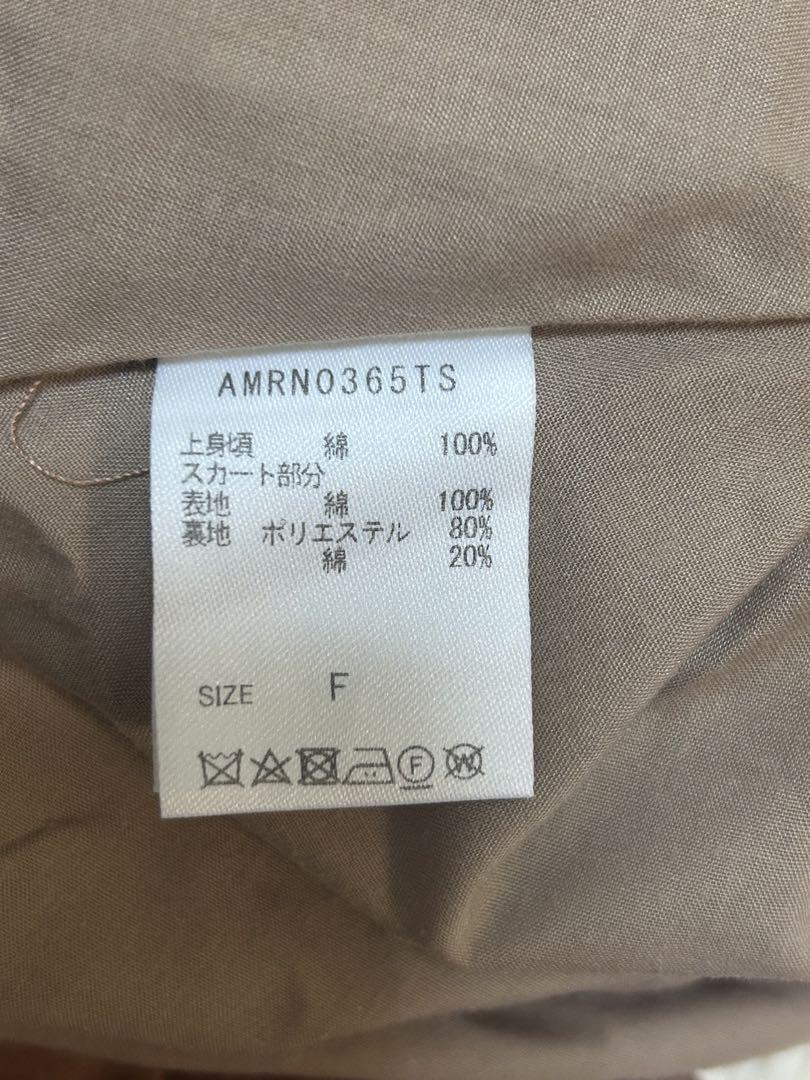 AMRN0365TS
上身頃 綿 100%
スカート部分
表地 綿 100%
裏地 ポリエステル 80%
綿 20%
SIZE F
F W